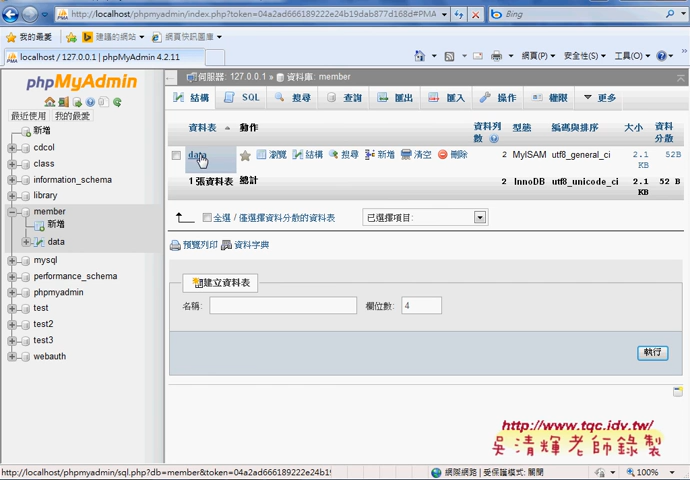 http://localhost/phpmyadmin/index.php?token=04a2ad666189222e24b19dab877d168d#PMA
Bing
我的最愛
建議的網站
網頁快訊圖庫
localhost / 127.0.0.1 | phpMyAdmin 4.2.11
網頁(P)
安全性(S)
工具(O)
phpMyAdmin
最近使用 我的最愛
新增
cdcol
class
information_schema
library
member
新增
data
mysql
performance_schema
phpmyadmin
test
test2
test3
webauth
伺服器: 127.0.0.1 » 資料庫: member
結構 SQL 搜尋 查詢 匯出 匯入 操作 權限 更多
資料表 動作 資料列數 型態 編碼與排序 大小 資料分散
data 瀏覽 結構 搜尋 新增 清空 刪除 2 MyISAM utf8_general_ci 2.1 KB 52B
1 張資料表 總計 2 InnoDB utf8_unicode_ci 2.1 KB 52 B
全選 / 僅選擇資料分散的資料表 已選擇項目:
預覽列印 資料字典
建立資料表
名稱: 欄位數: 4
執行
http://www.tqc.idv.tw/
吳清輝老師錄製
http://localhost/phpmyadmin/sql.php?db=member&token=04a2ad666189222e24b19
網際網路 | 受保護模式: 關閉
100%